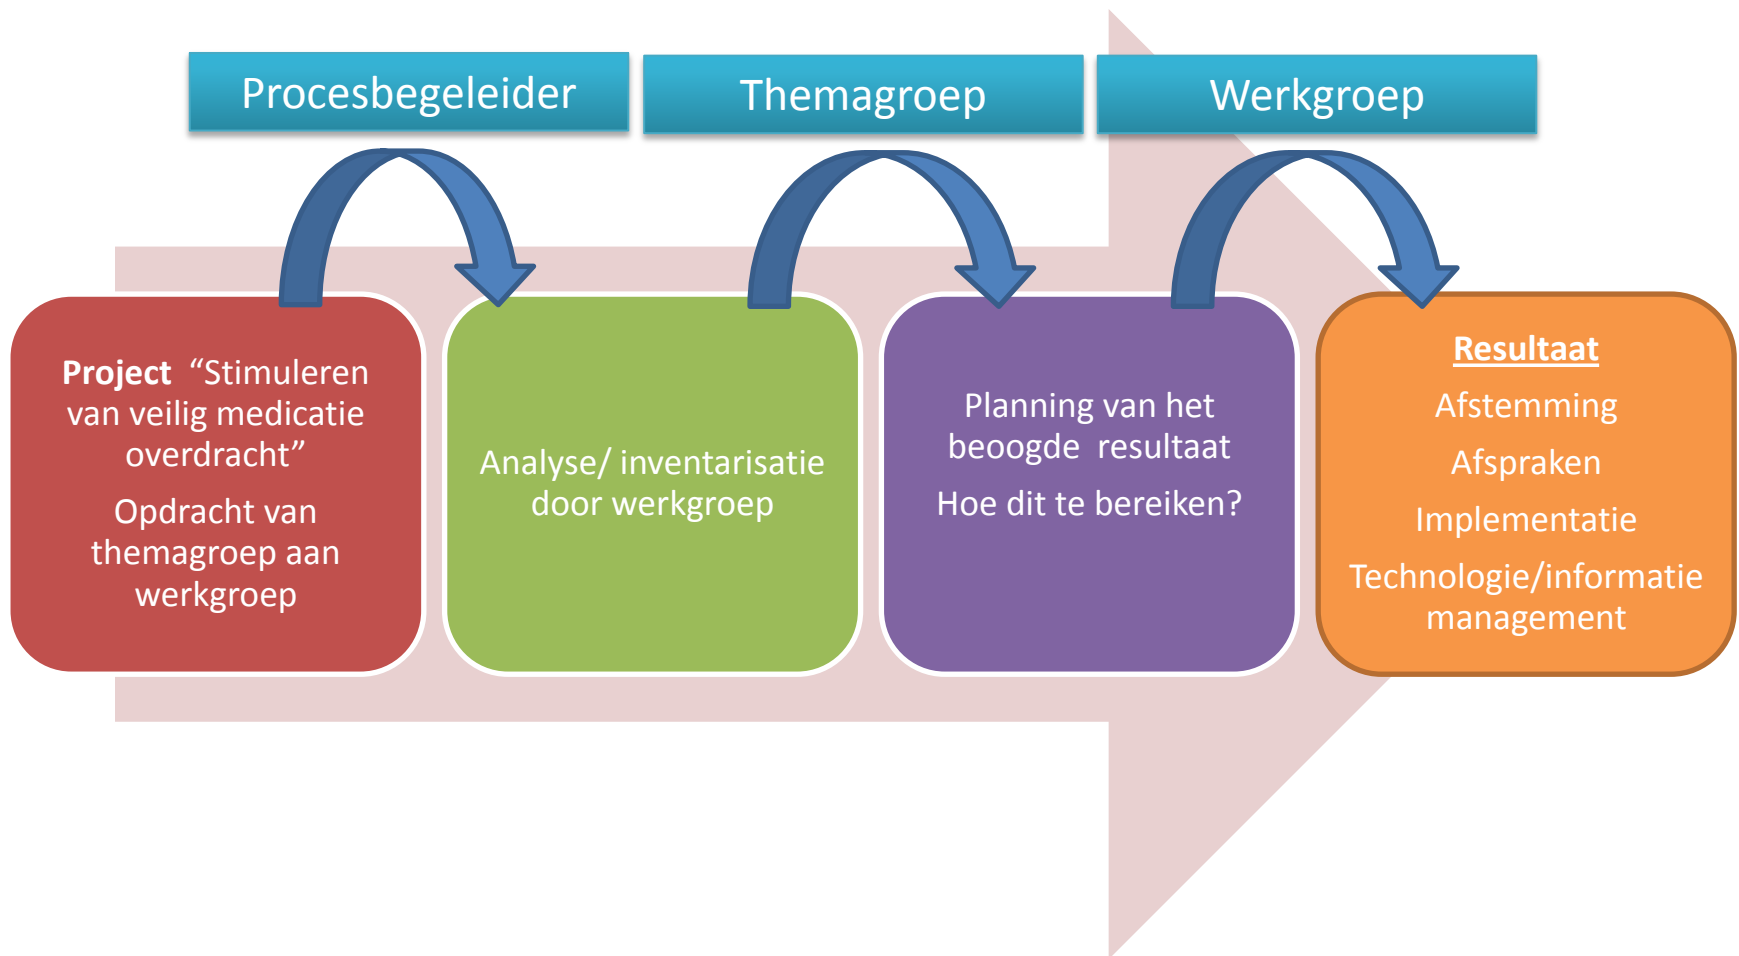 Procesbegeleider
Themagroep
Werkgroep
Project “Stimuleren
van veilig medicatie
overdracht”
Opdracht van
themagroep aan
werkgroep
Analyse/ inventarisatie
door werkgroep
Planning van het
beoogde resultaat
Hoe dit te bereiken?
Resultaat
Afstemming
Afspraken
Implementatie
Technologie/informatie
management